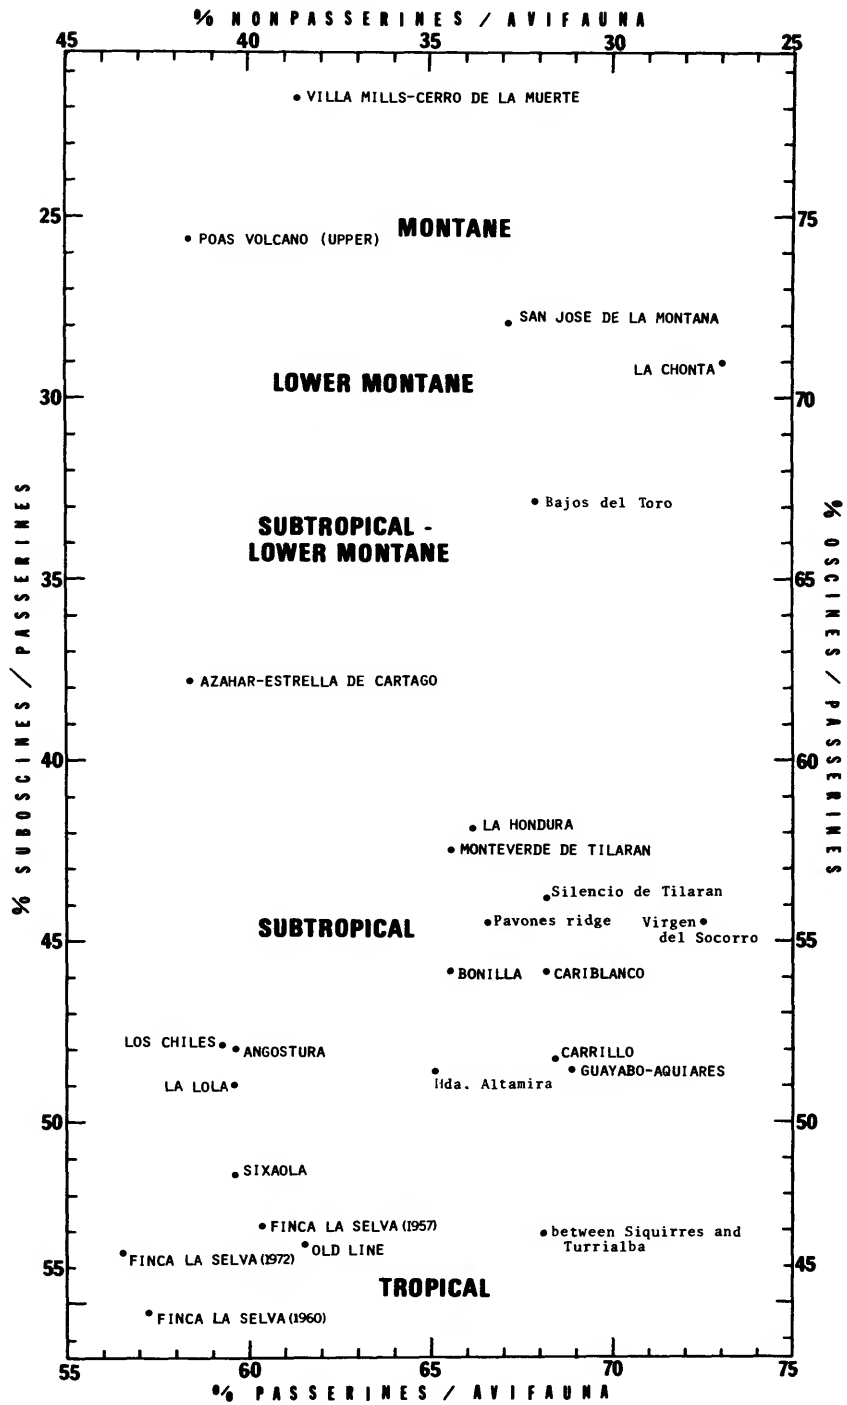 % NONPASSERINES / AVIFAUNA
45 40 35 30 25
VILLA MILLS-CERRO DE LA MUERTE
25 MONTANE 75
POAS VOLCANO (UPPER)
SAN JOSE DE LA MONTANA
LA CHONTA
LOWER MONTANE
30 70
% SUBOSCINES / PASSERINES
% OSCINES / PASSERINES
Bajos del Toro
SUBTROPICAL -
LOWER MONTANE
35 65
AZAHAR-ESTRELLA DE CARTAGO
40 60
LA HONDURA
MONTEVERDE DE TILARAN
Silencio de Tilaran
Pavones ridge
Virgen
del Socorro
SUBTROPICAL
45 55
BONILLA
CARIBLANCO
LOS CHILES
ANGOSTURA
CARRILLO
GUAYABO-AQUIARES
LA LOLA
Hda. Altamira
50 50
SIXAOLA
FINCA LA SELVA (1957)
between Siquirres and
Turrialba
OLD LINE
FINCA LA SELVA (1972)
55 45
TROPICAL
FINCA LA SELVA (1960)
55 60 65 70 75
% PASSERINES / AVIFAUNA